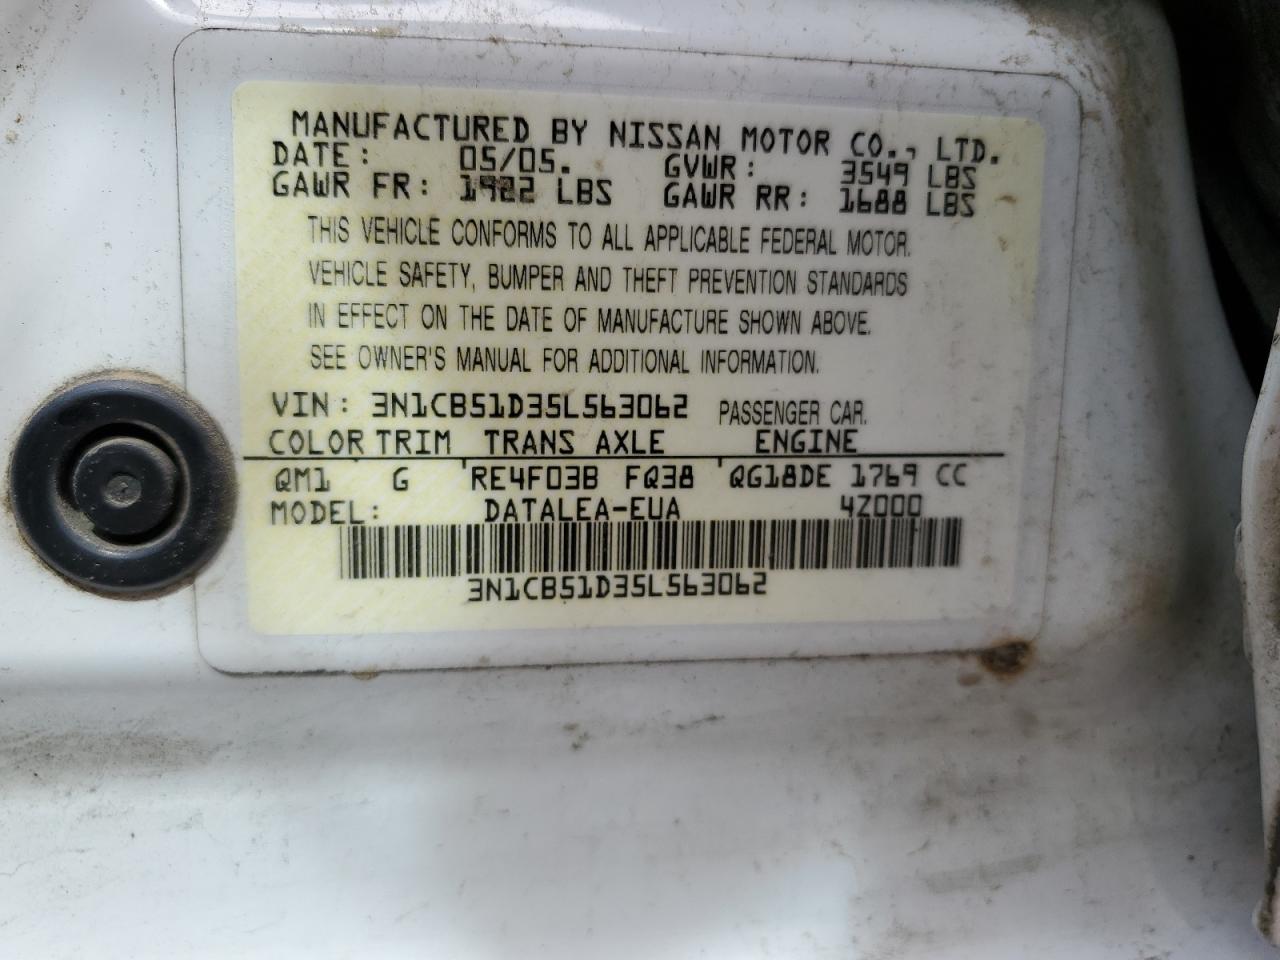 MANUFACTURED BY NISSAN MOTOR CO., LTD.
DATE: 05/05. GVWR: 3549 LBS
GAWR FR: 1922 LBS GAWR RR: 1688 LBS
THIS VEHICLE CONFORMS TO ALL APPLICABLE FEDERAL MOTOR.
VEHICLE SAFETY, BUMPER AND THEFT PREVENTION STANDARDS
IN EFFECT ON THE DATE OF MANUFACTURE SHOWN ABOVE.
SEE OWNER'S MANUAL FOR ADDITIONAL INFORMATION.
VIN: 3N1CB51D35L563062 PASSENGER CAR.
COLOR TRIM TRANS AXLE ENGINE
QM1 G RE4F03B FQ38 QG18DE 1769 CC
MODEL: DATALEA-EUA 4Z000
3N1CB51D35L563062